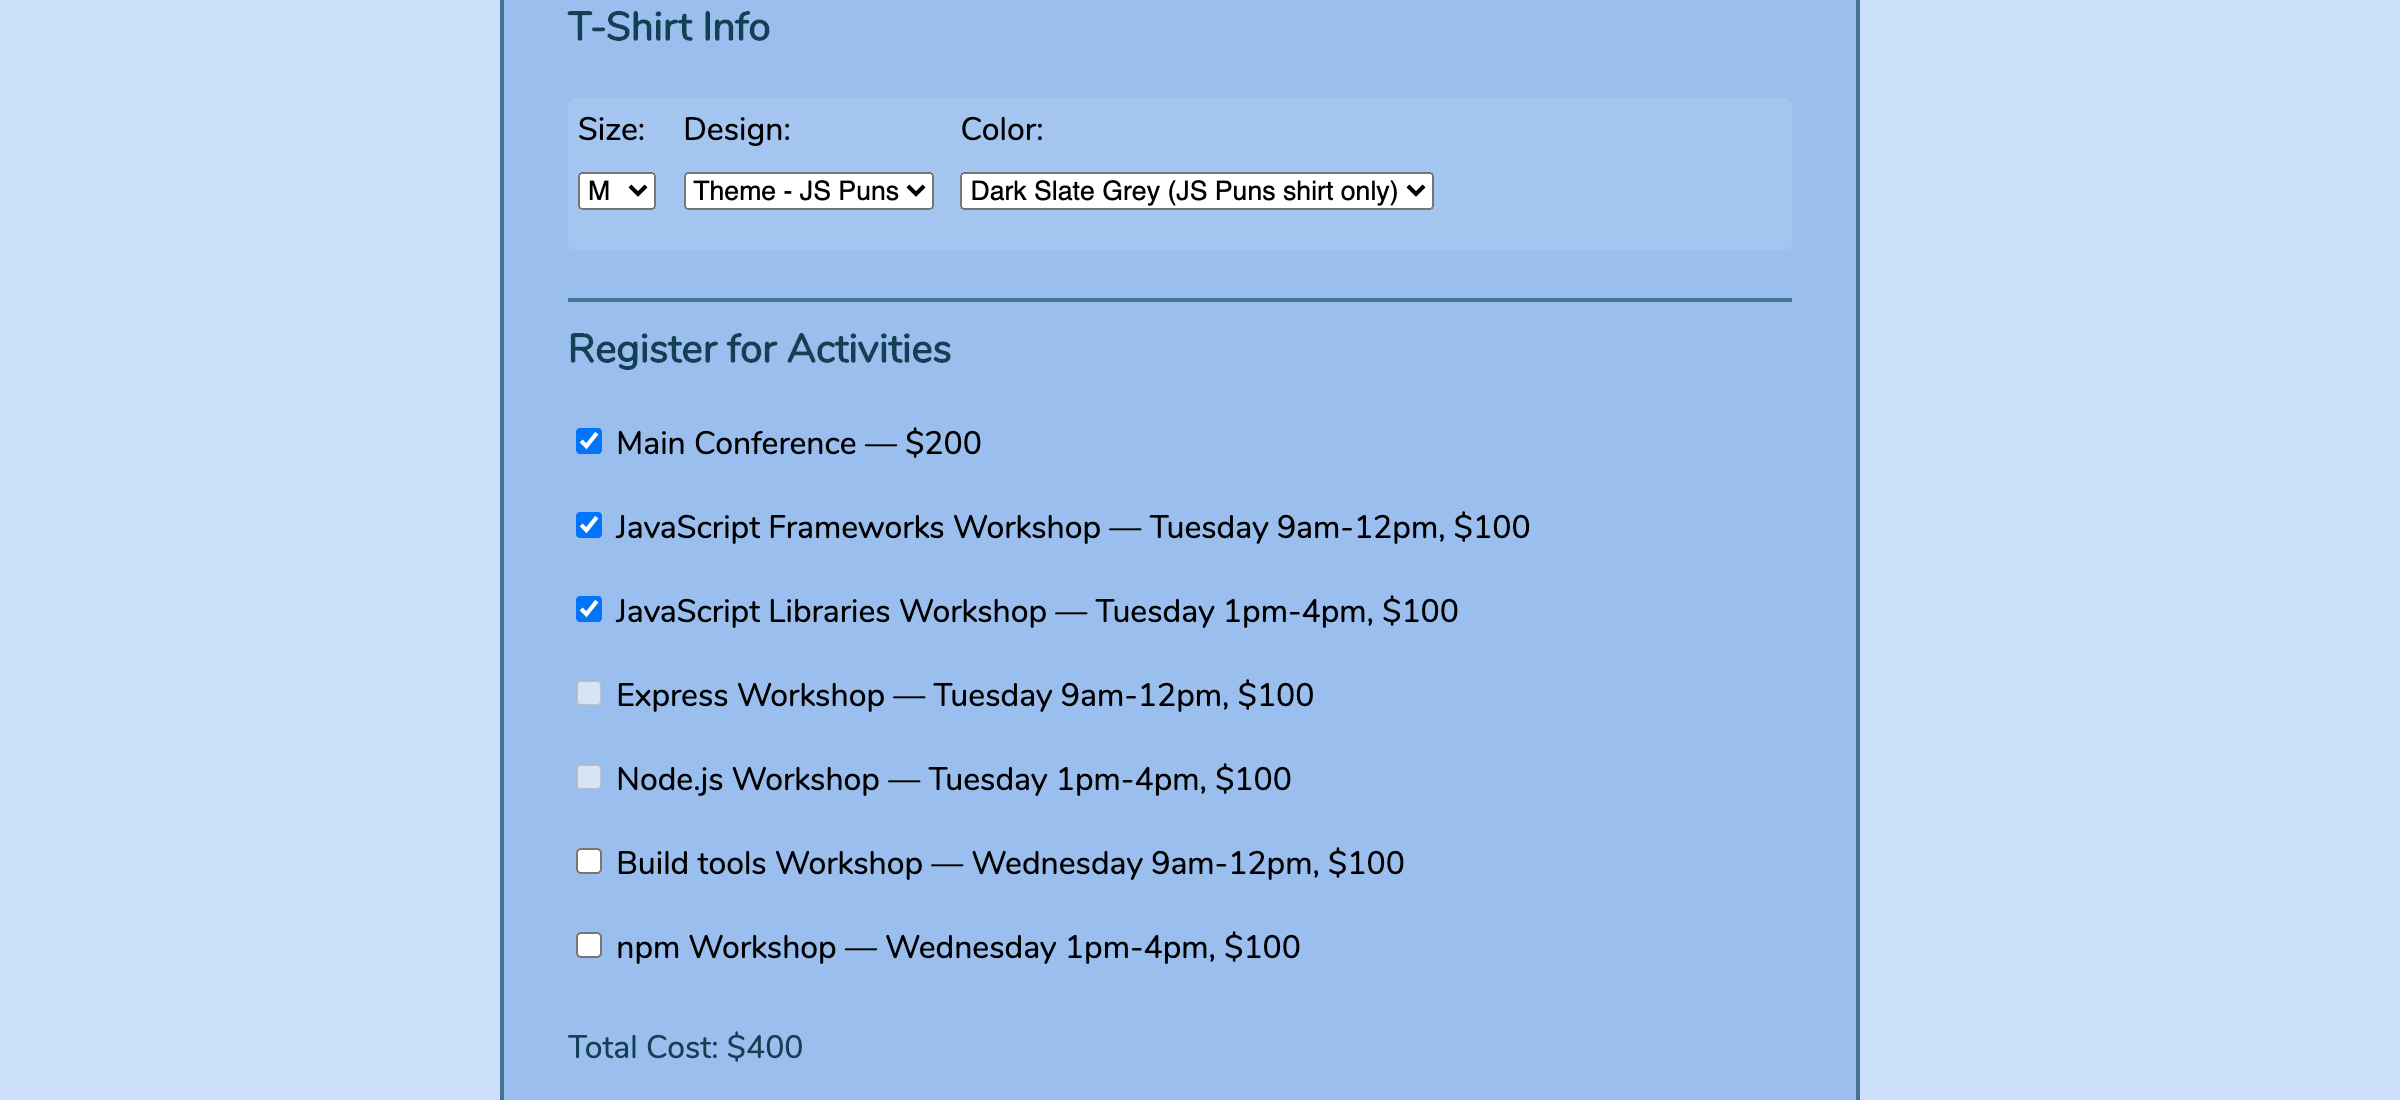 T-Shirt Info
Size: Design: Color:
M Theme - JS Puns Dark Slate Grey (JS Puns shirt only)
Register for Activities
Main Conference — $200
JavaScript Frameworks Workshop — Tuesday 9am-12pm, $100
JavaScript Libraries Workshop — Tuesday 1pm-4pm, $100
Express Workshop — Tuesday 9am-12pm, $100
Node.js Workshop — Tuesday 1pm-4pm, $100
Build tools Workshop — Wednesday 9am-12pm, $100
npm Workshop — Wednesday 1pm-4pm, $100
Total Cost: $400